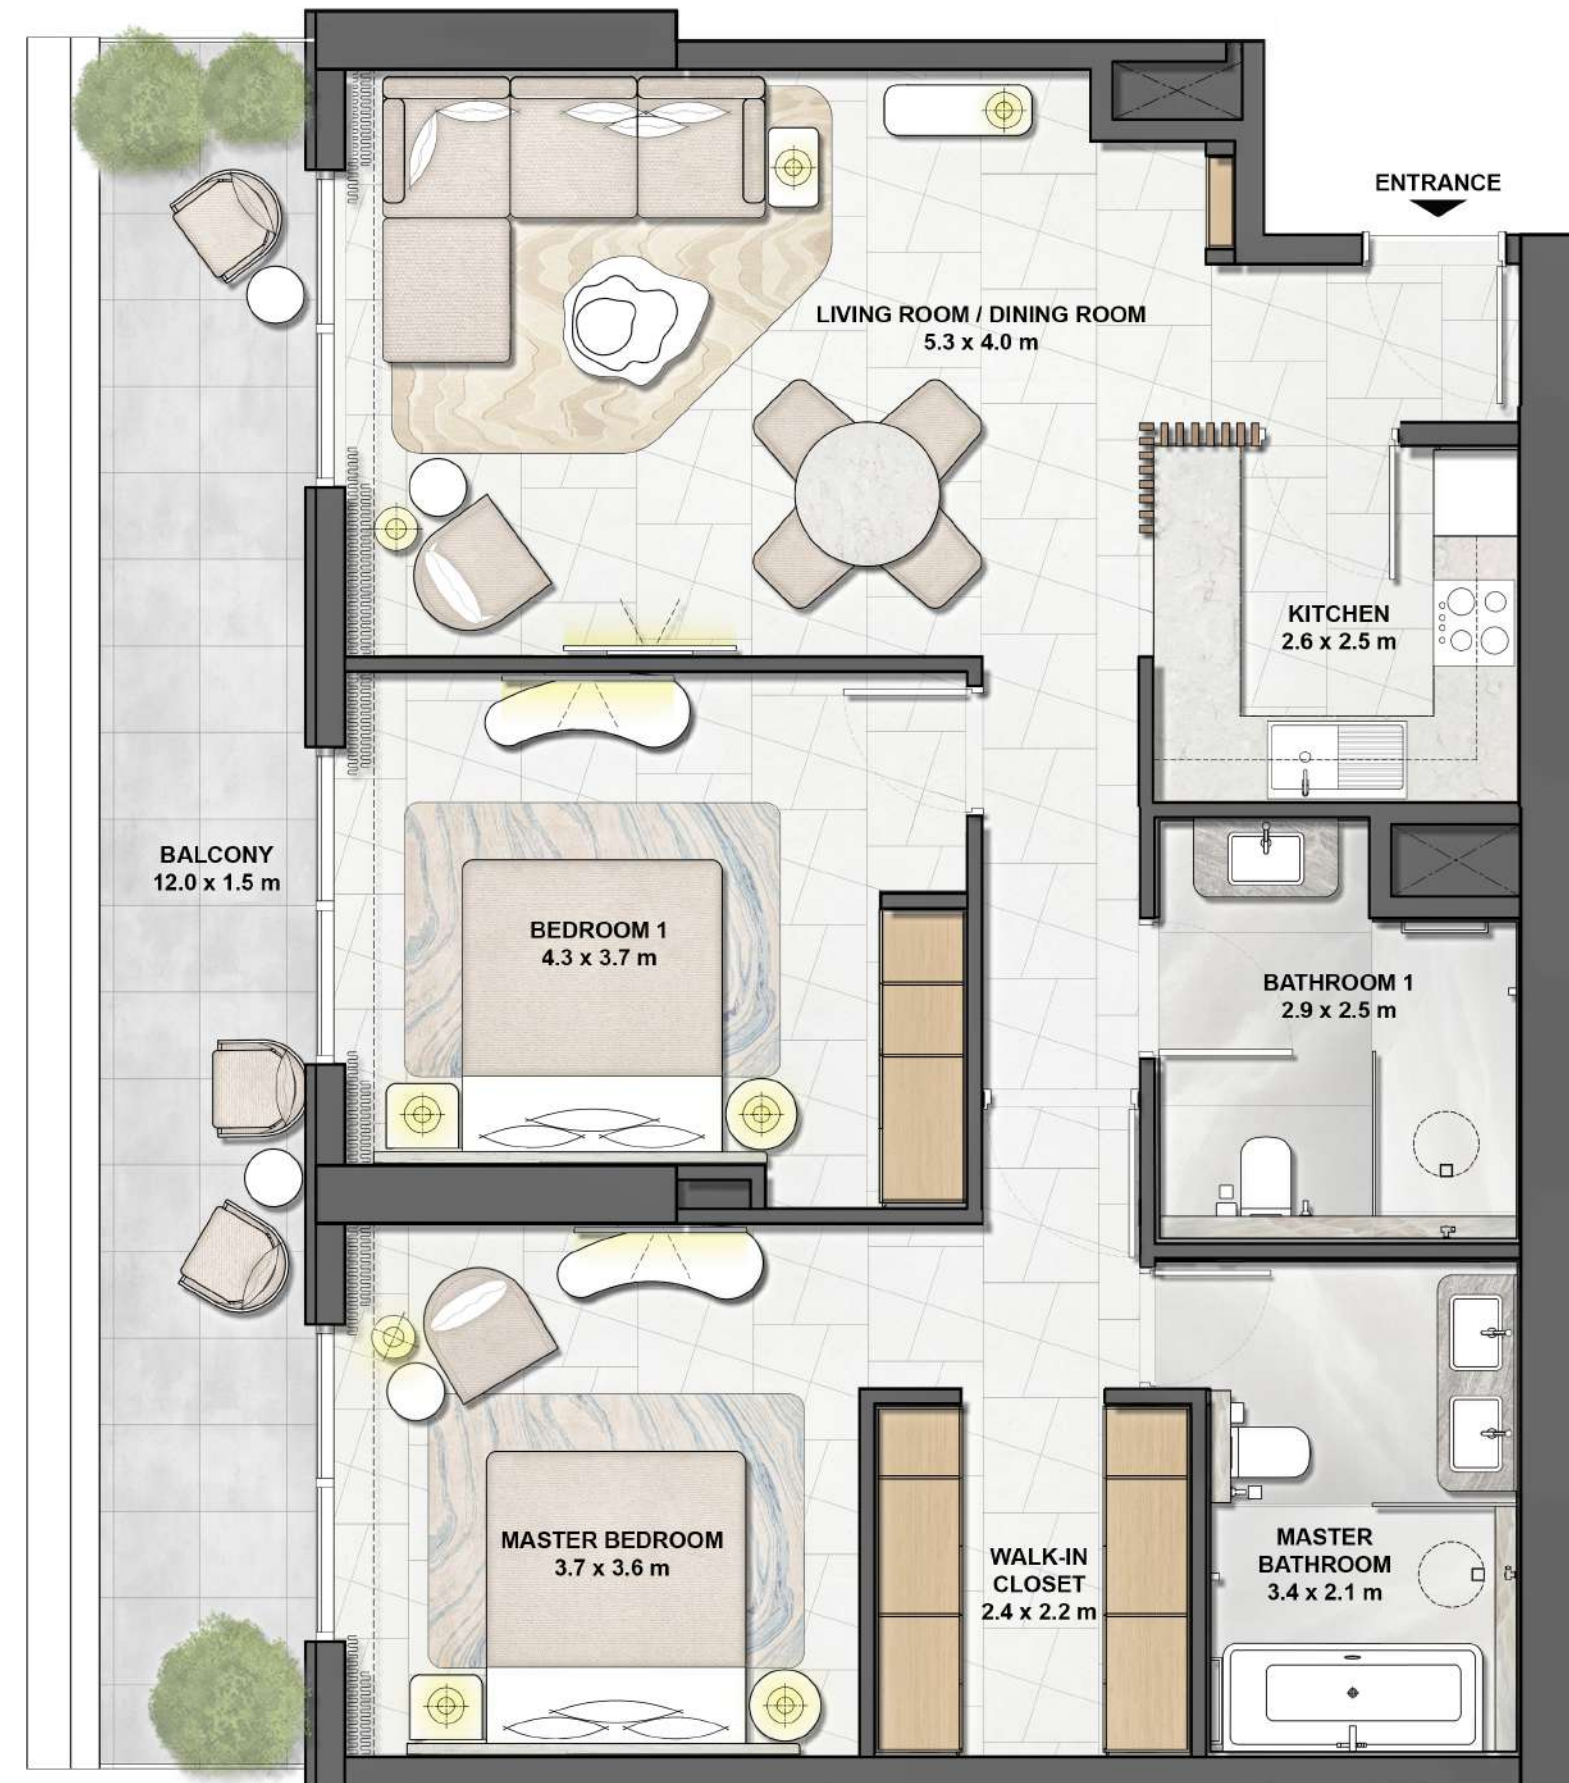 ENTRANCE
LIVING ROOM / DINING ROOM
5.3 x 4.0 m
KITCHEN
2.6 x 2.5 m
BALCONY
12.0 x 1.5 m
BEDROOM 1
4.3 x 3.7 m
BATHROOM 1
2.9 x 2.5 m
MASTER BEDROOM
3.7 x 3.6 m
WALK-IN
CLOSET
2.4 x 2.2 m
MASTER
BATHROOM
3.4 x 2.1 m